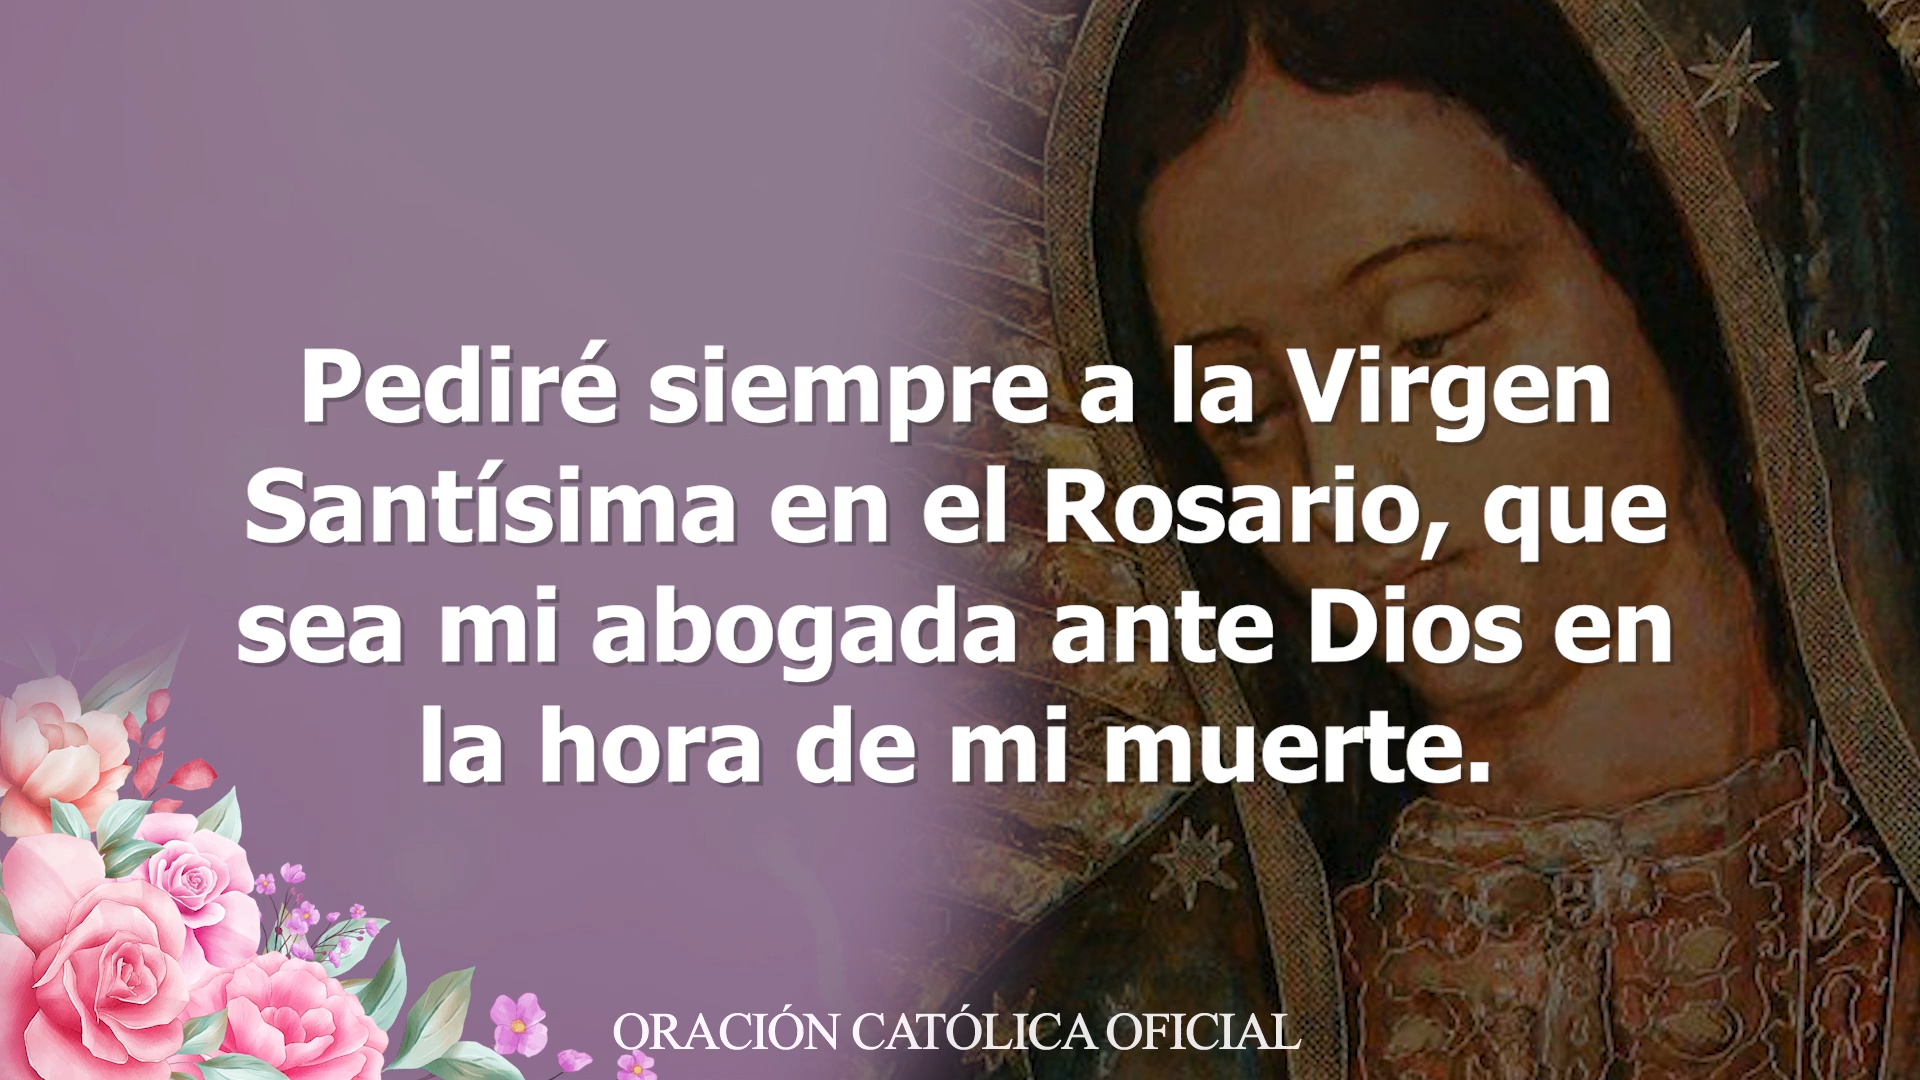 Pediré siempre a la Virgen
Santísima en el Rosario, que
sea mi abogada ante Dios en
la hora de mi muerte.
ORACIÓN CATÓLICA OFICIAL